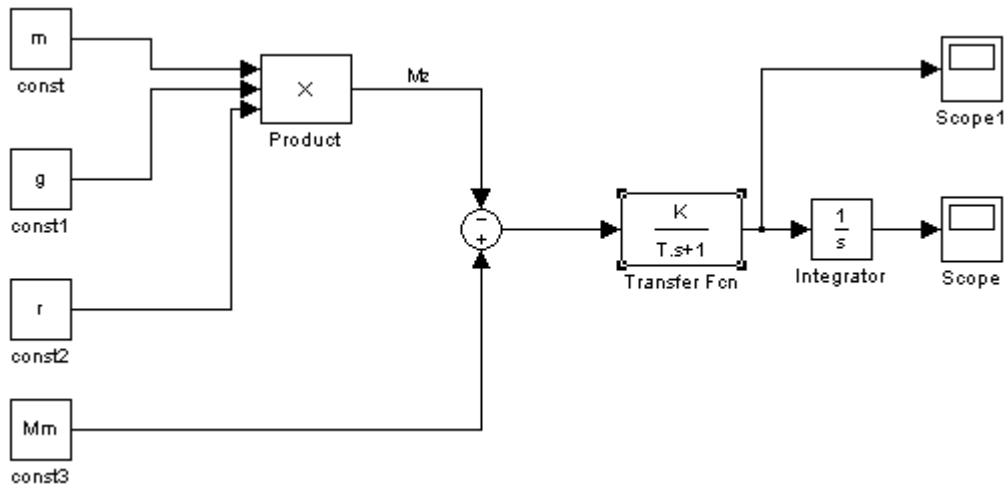 m
const
g
const1
r
const2
Mm
const3
×
Product
Mz
-
+
K
T.s+1
Transfer Fcn
1
s
Integrator
Scope1
Scope